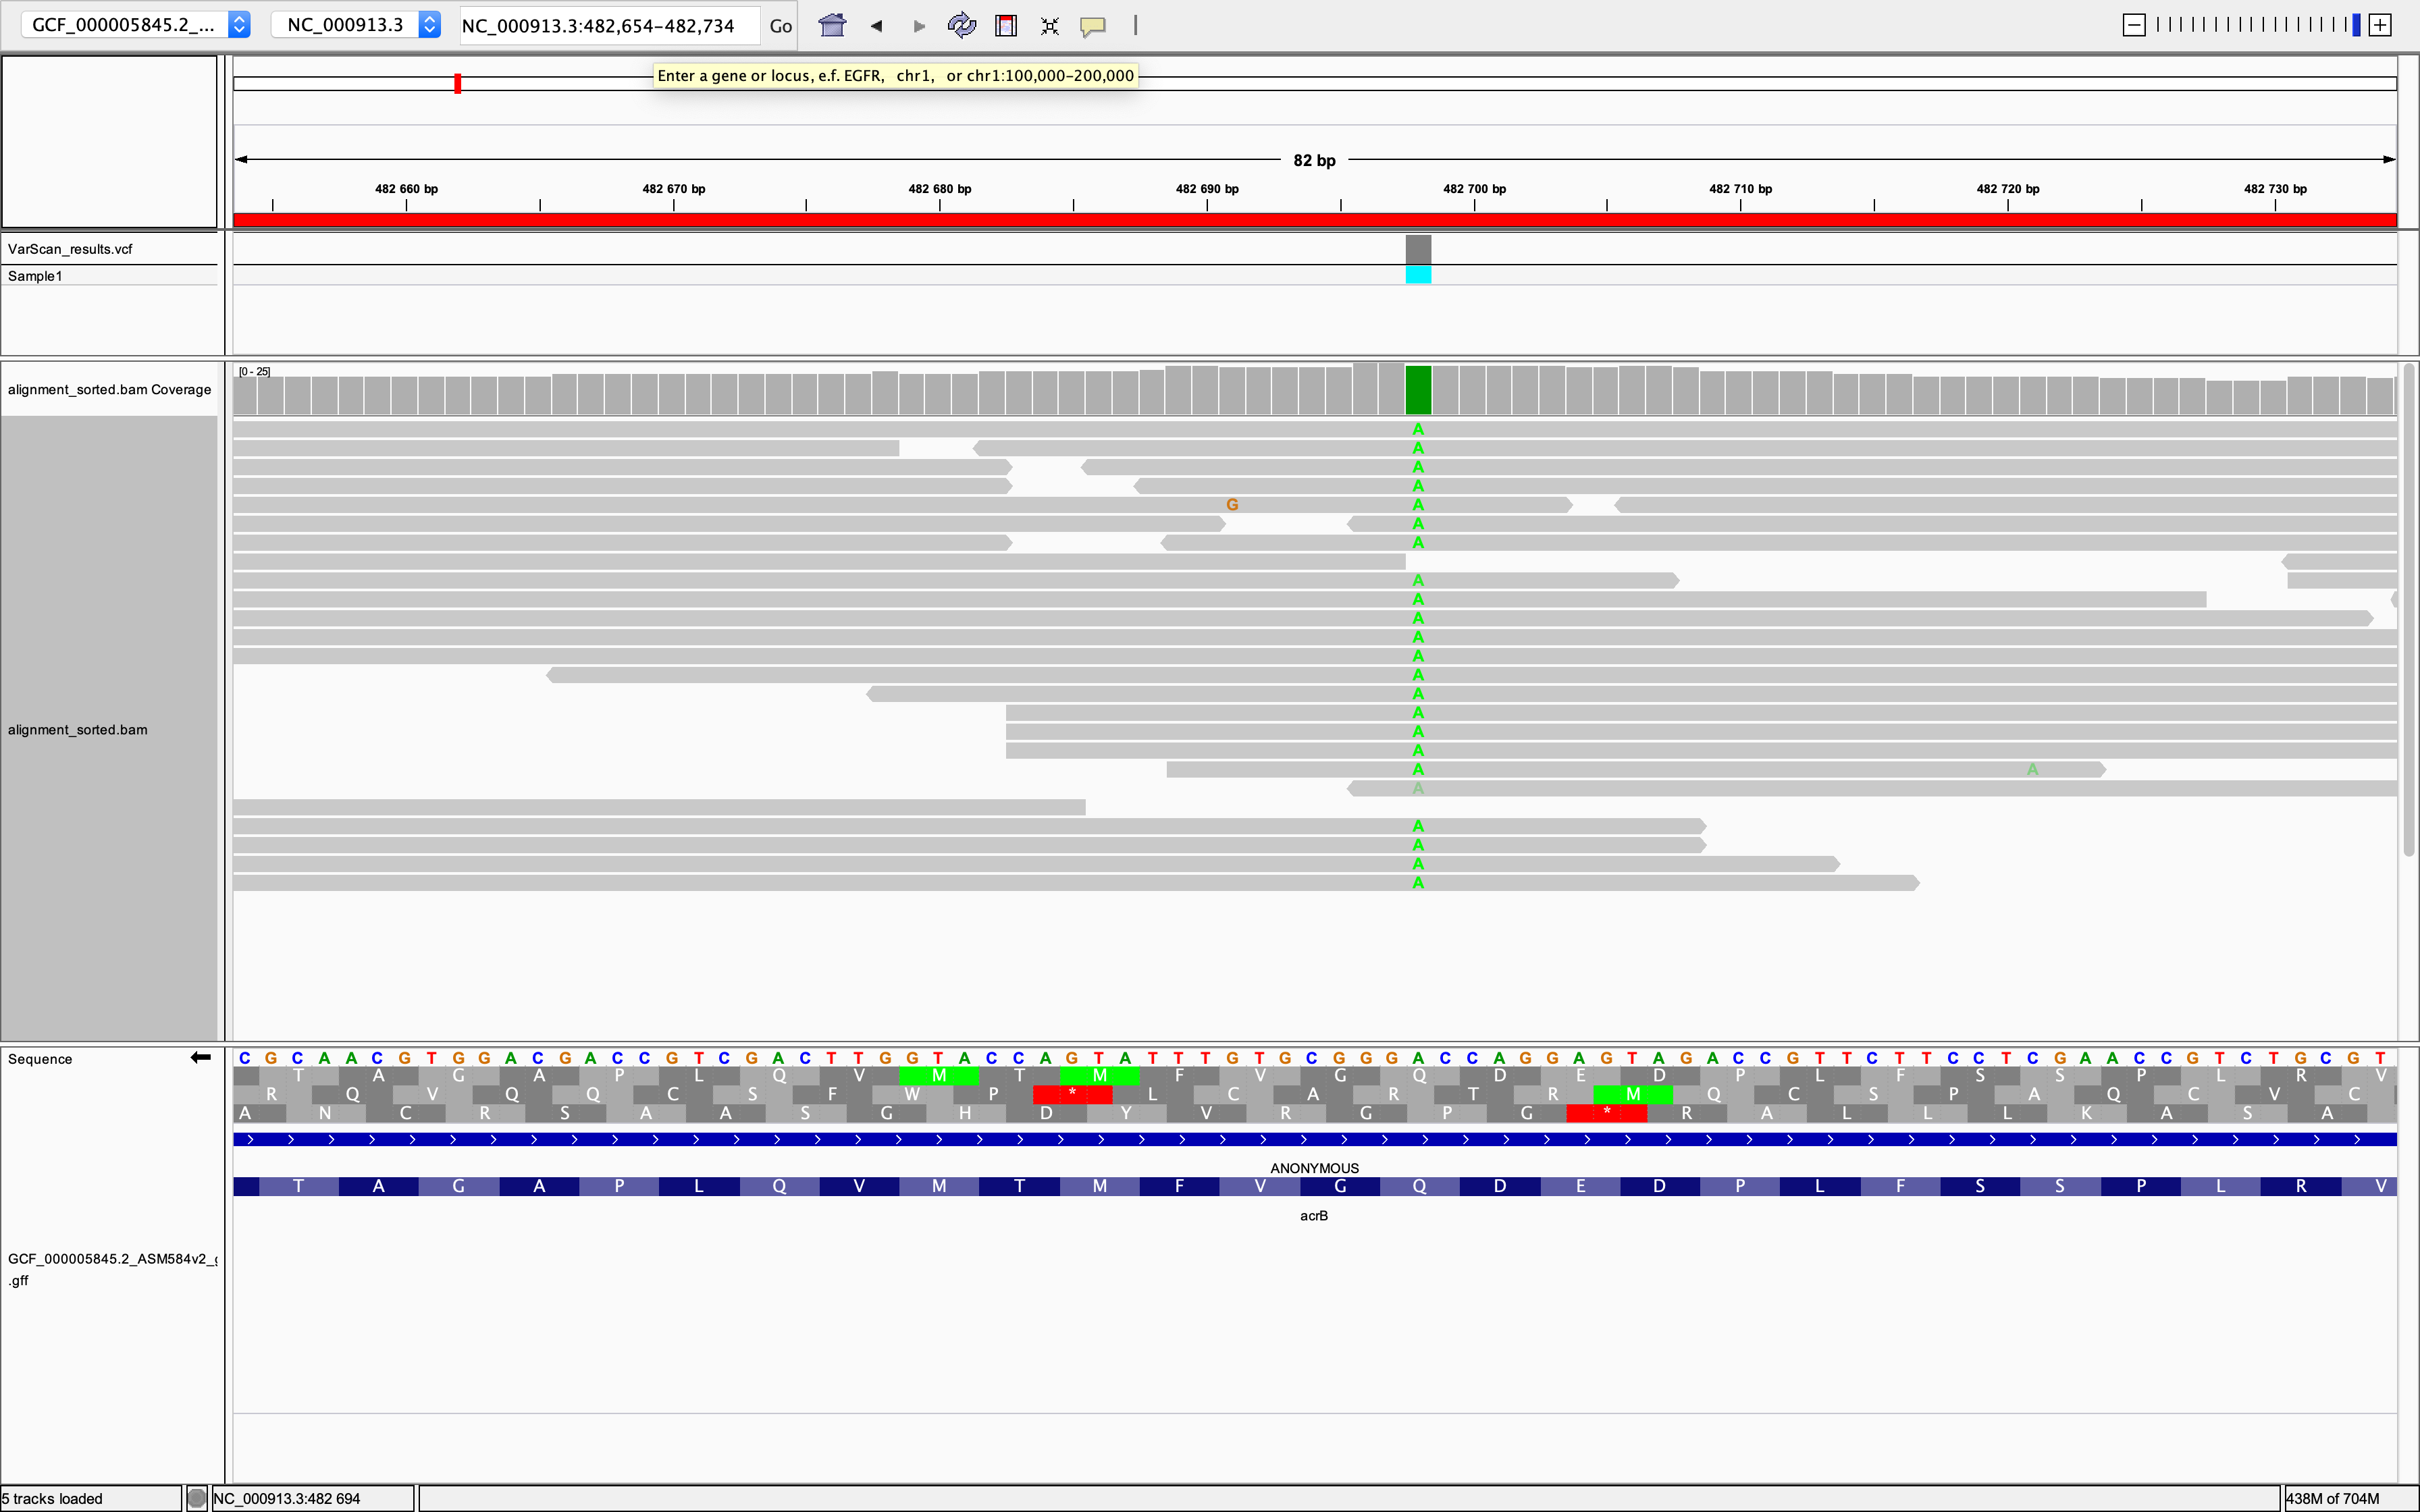 GCF_000005845.2_...
NC_000913.3
NC_000913.3:482,654–482,734
Go
Enter a gene or locus, e.f. EGFR, chr1, or chr1:100,000–200,000
82 bp
482 660 bp 482 670 bp 482 680 bp 482 690 bp 482 700 bp 482 710 bp 482 720 bp 482 730 bp
VarScan_results.vcf
Sample1
[0 - 25]
alignment_sorted.bam Coverage
A
A
A
A
G A
A
A
A
A
A
A
A
A
A
A
A
alignment_sorted.bam
A
A A
A
A
A
A
A
Sequence
C G C A A C G T G G A C G A C C G T C G A C T T G G T A C C A G T A T T T G T G C G G G A C C A G G A G T A G A C C G T T C T T C C T C G A A C C G T C T G C G T
T A G A P L Q V M T M F V G Q D E D P L F S S P L R V
R Q V Q Q C S F W P * L C A R T R M Q C S P A Q C V C
A N C R S A A S G H D Y V R G P G * R A L L L K A S A
ANONYMOUS
T A G A P L Q V M T M F V G Q D E D P L F S S P L R V
acrB
GCF_000005845.2_ASM584v2_
.gff
5 tracks loaded
NC_000913.3:482 694
438M of 704M